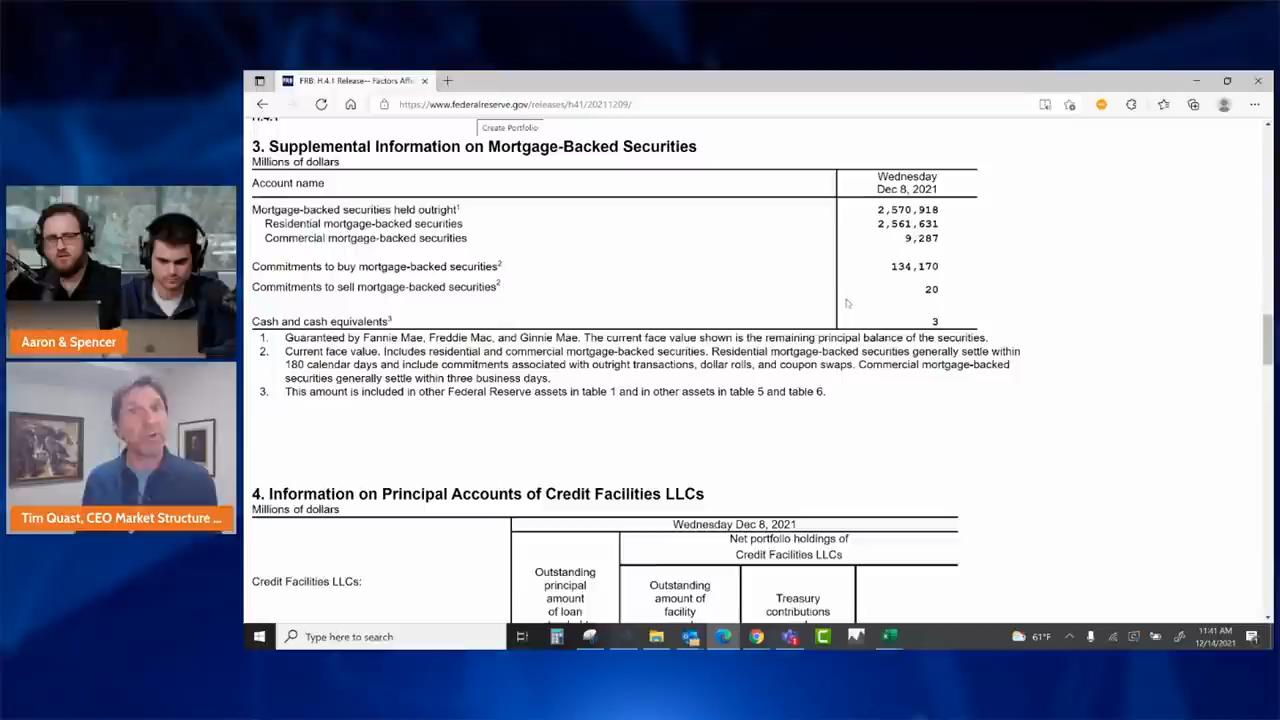 FRB: H.4.1 Release-- Factors Affe
https://www.federalreserve.gov/releases/h41/20211209/
H.4.1
Create Portfolio
3. Supplemental Information on Mortgage-Backed Securities
Millions of dollars
Account name
Wednesday
Dec 8, 2021
Mortgage-backed securities held outright1 2,570,918
Residential mortgage-backed securities 2,561,631
Commercial mortgage-backed securities 9,287
Commitments to buy mortgage-backed securities2 134,170
Commitments to sell mortgage-backed securities2 20
Cash and cash equivalents3 3
1. Guaranteed by Fannie Mae, Freddie Mac, and Ginnie Mae. The current face value shown is the remaining principal balance of the securities.
2. Current face value. Includes residential and commercial mortgage-backed securities. Residential mortgage-backed securities generally settle within
180 calendar days and include commitments associated with outright transactions, dollar rolls, and coupon swaps. Commercial mortgage-backed
securities generally settle within three business days.
3. This amount is included in other Federal Reserve assets in table 1 and in other assets in table 5 and table 6.
4. Information on Principal Accounts of Credit Facilities LLCs
Millions of dollars
Wednesday Dec 8, 2021
Net portfolio holdings of
Credit Facilities LLCs
Credit Facilities LLCs:
Outstanding
principal
amount
of loan
Outstanding
amount of
facility
Treasury
contributions
Aaron & Spencer
Tim Quast, CEO Market Structure ...
Type here to search
61°F
11:41 AM
12/14/2021